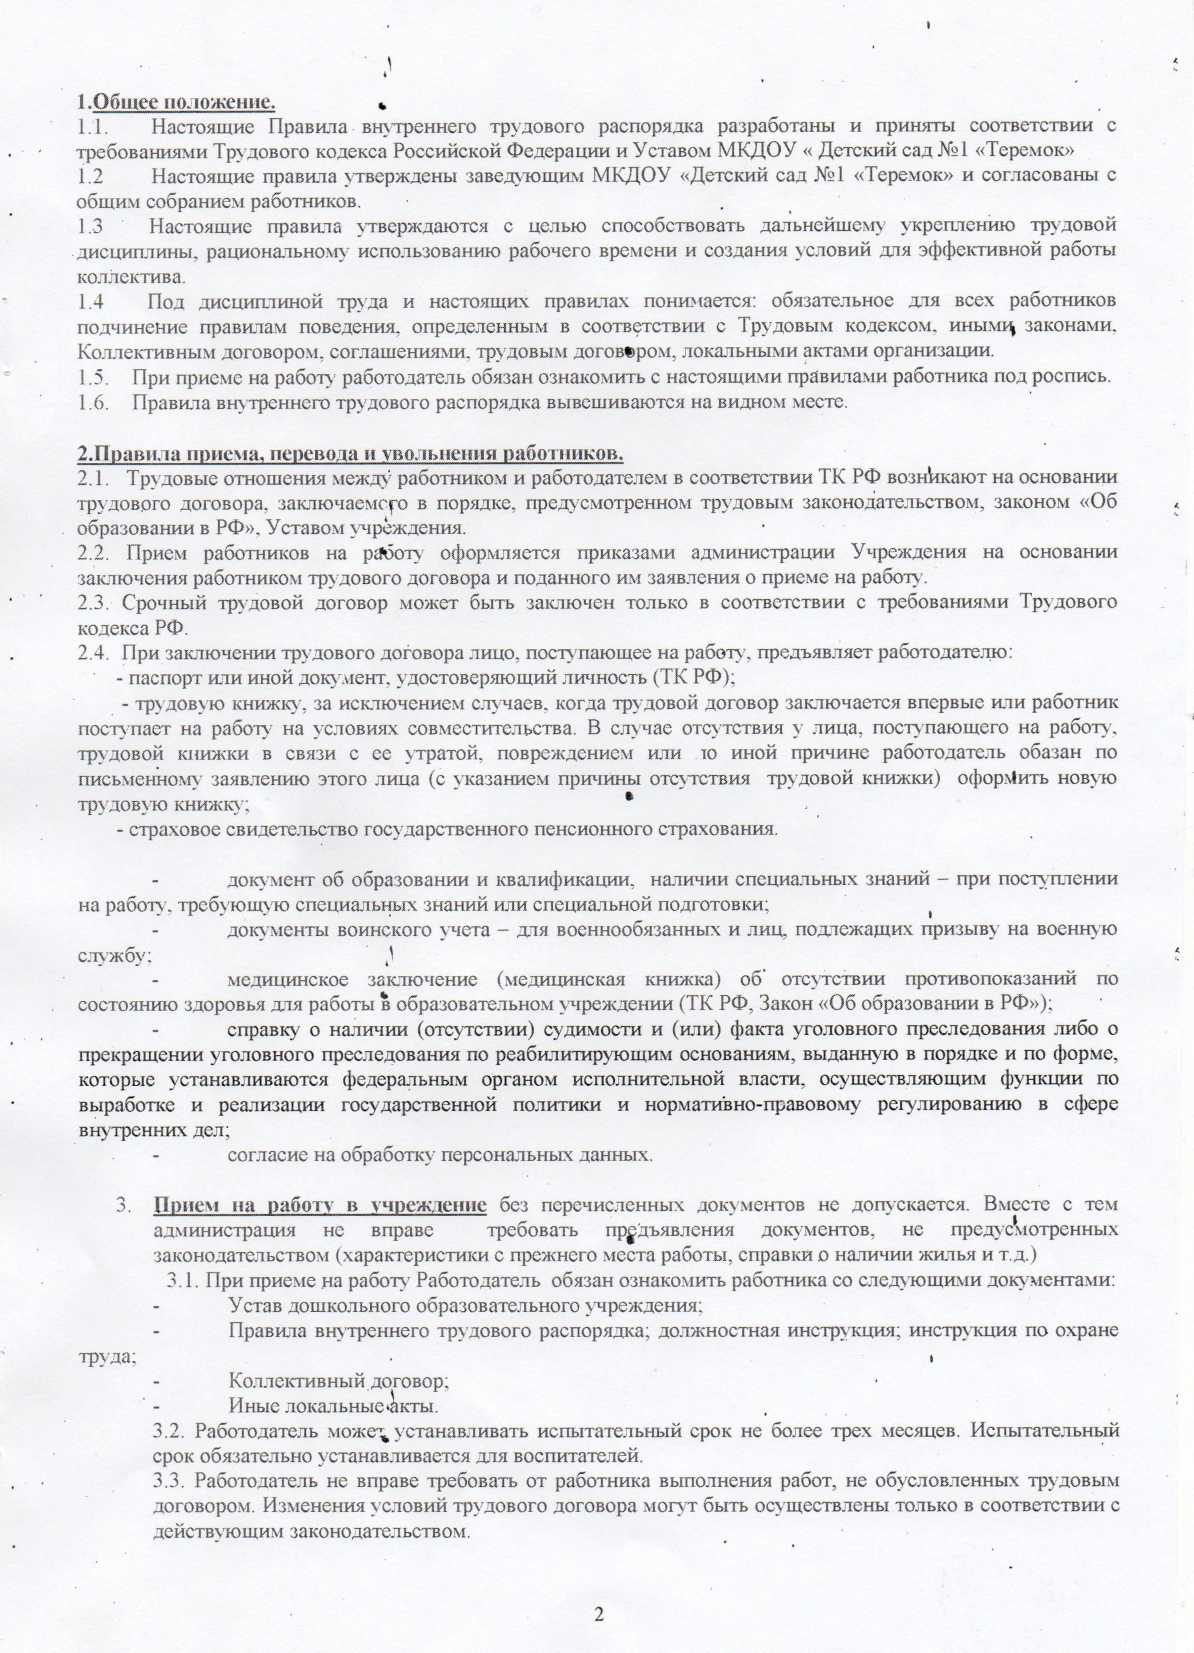 1.Общее положение.
1.1. Настоящие Правила внутреннего трудового распорядка разработаны и приняты соответствии с
требованиями Трудового кодекса Российской Федерации и Уставом МКДОУ « Детский сад №1 «Теремок»
1.2 Настоящие правила утверждены заведующим МКДОУ «Детский сад №1 «Теремок» и согласованы с
общим собранием работников.
1.3 Настоящие правила утверждаются с целью способствовать дальнейшему укреплению трудовой
дисциплины, рациональному использованию рабочего времени и создания условий для эффективной работы
коллектива.
1.4 Под дисциплиной труда и настоящих правилах понимается: обязательное для всех работников
подчинение правилам поведения, определенным в соответствии с Трудовым кодексом, иными законами,
Коллективным договором, соглашениями, трудовым договором, локальными актами организации.
1.5. При приеме на работу работодатель обязан ознакомить с настоящими правилами работника под роспись.
1.6. Правила внутреннего трудового распорядка вывешиваются на видном месте.
2.Правила приема, перевода и увольнения работников.
2.1. Трудовые отношения между работником и работодателем в соответствии ТК РФ возникают на основании
трудового договора, заключаемого в порядке, предусмотренном трудовым законодательством, законом «Об
образовании в РФ», Уставом учреждения.
2.2. Прием работников на работу оформляется приказами администрации Учреждения на основании
заключения работником трудового договора и поданного им заявления о приеме на работу.
2.3. Срочный трудовой договор может быть заключен только в соответствии с требованиями Трудового
кодекса РФ.
2.4. При заключении трудового договора лицо, поступающее на работу, предъявляет работодателю:
- паспорт или иной документ, удостоверяющий личность (ТК РФ);
- трудовую книжку, за исключением случаев, когда трудовой договор заключается впервые или работник
поступает на работу на условиях совместительства. В случае отсутствия у лица, поступающего на работу,
трудовой книжки в связи с ее утратой, повреждением или по иной причине работодатель обазан по
письменному заявлению этого лица (с указанием причины отсутствия трудовой книжки) оформить новую
трудовую книжку;
- страховое свидетельство государственного пенсионного страхования.
- документ об образовании и квалификации, наличии специальных знаний – при поступлении
на работу, требующую специальных знаний или специальной подготовки;
- документы воинского учета – для военнообязанных и лиц, подлежащих призыву на военную
службу;
- медицинское заключение (медицинская книжка) об отсутствии противопоказаний по
состоянию здоровья для работы в образовательном учреждении (ТК РФ, Закон «Об образовании в РФ»);
- справку о наличии (отсутствии) судимости и (или) факта уголовного преследования либо о
прекращении уголовного преследования по реабилитирующим основаниям, выданную в порядке и по форме,
которые устанавливаются федеральным органом исполнительной власти, осуществляющим функции по
выработке и реализации государственной политики и нормативно-правовому регулированию в сфере
внутренних дел;
- согласие на обработку персональных данных.
3. Прием на работу в учреждение без перечисленных документов не допускается. Вместе с тем
администрация не вправе требовать предъявления документов, не предусмотренных
законодательством (характеристики с прежнего места работы, справки о наличии жилья и т.д.)
3.1. При приеме на работу Работодатель обязан ознакомить работника со следующими документами:
- Устав дошкольного образовательного учреждения;
- Правила внутреннего трудового распорядка; должностная инструкция; инструкция по охране
труда;
- Коллективный договор;
- Иные локальные акты.
3.2. Работодатель может устанавливать испытательный срок не более трех месяцев. Испытательный
срок обязательно устанавливается для воспитателей.
3.3. Работодатель не вправе требовать от работника выполнения работ, не обусловленных трудовым
договором. Изменения условий трудового договора могут быть осуществлены только в соответствии с
действующим законодательством.
2